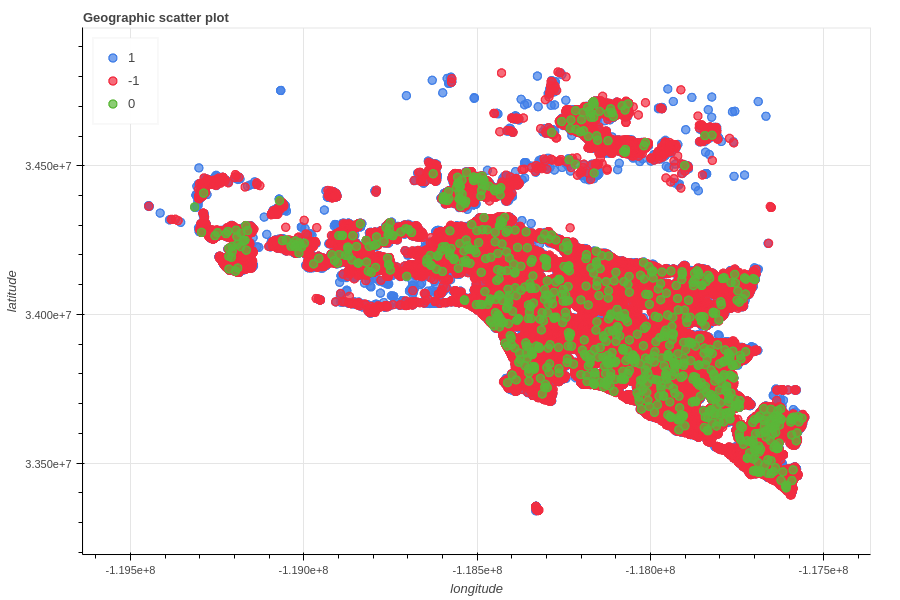 Geographic scatter plot
1
-1
0
3.450e+7
3.400e+7
3.350e+7
latitude
-1.195e+8
-1.190e+8
-1.185e+8
-1.180e+8
-1.175e+8
longitude